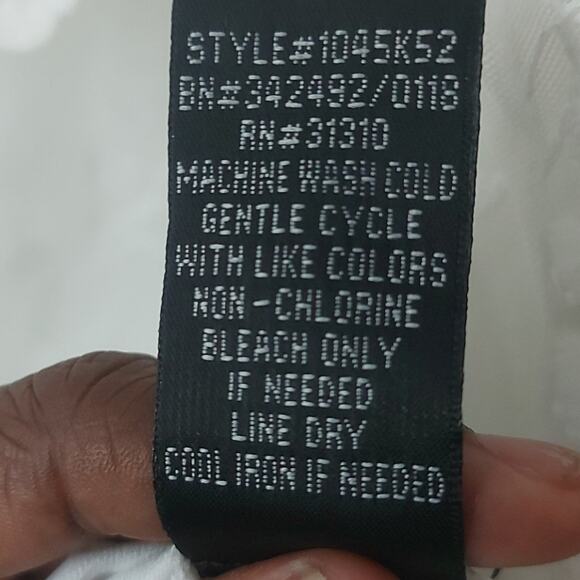 STYLE#1045K52
BN#342492/0118
RN#31310
MACHINE WASH COLD
GENTLE CYCLE
WITH LIKE COLORS
NON-CHLORINE
BLEACH ONLY
IF NEEDED
LINE DRY
COOL IRON IF NEEDED